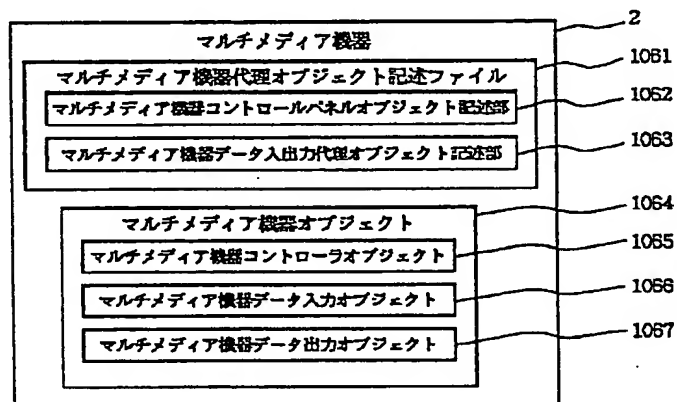 2
マルチメディア機器
1061
マルチメディア機器代理オブジェクト記述ファイル
1062
マルチメディア機器コントロールパネルオブジェクト記述部
1063
マルチメディア機器データ入出力代理オブジェクト記述部
1064
マルチメディア機器オブジェクト
1065
マルチメディア機器コントローラオブジェクト
1066
マルチメディア機器データ入力オブジェクト
1067
マルチメディア機器データ出力オブジェクト